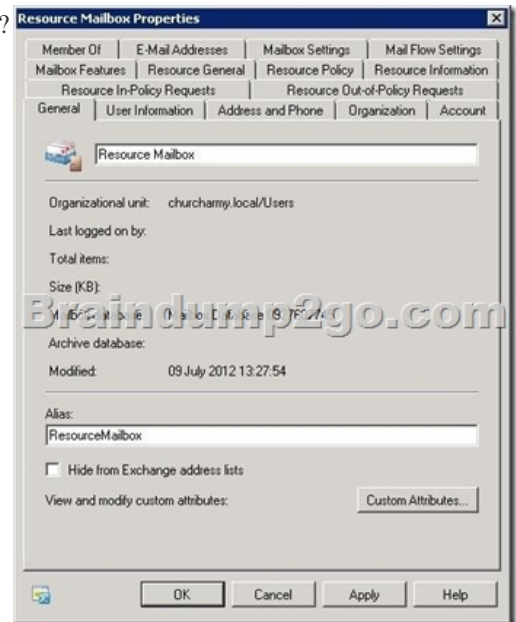 ?
Resource Mailbox Properties
Member Of E-Mail Addresses Mailbox Settings Mail Flow Settings
Mailbox Features Resource General Resource Policy Resource Information
Resource In-Policy Requests Resource Out-of-Policy Requests
General User Information Address and Phone Organization Account
Resource Mailbox
Organizational unit: churcharmy.local/Users
Last logged on by:
Total items:
Size (KB):
Braindump2go.com
Mailbox database: Mailbox Database
Archive database:
Modified: 09 July 2012 13:27:54
Alias:
ResourceMailbox
Hide from Exchange address lists
View and modify custom attributes: Custom Attributes...
OK Cancel Apply Help